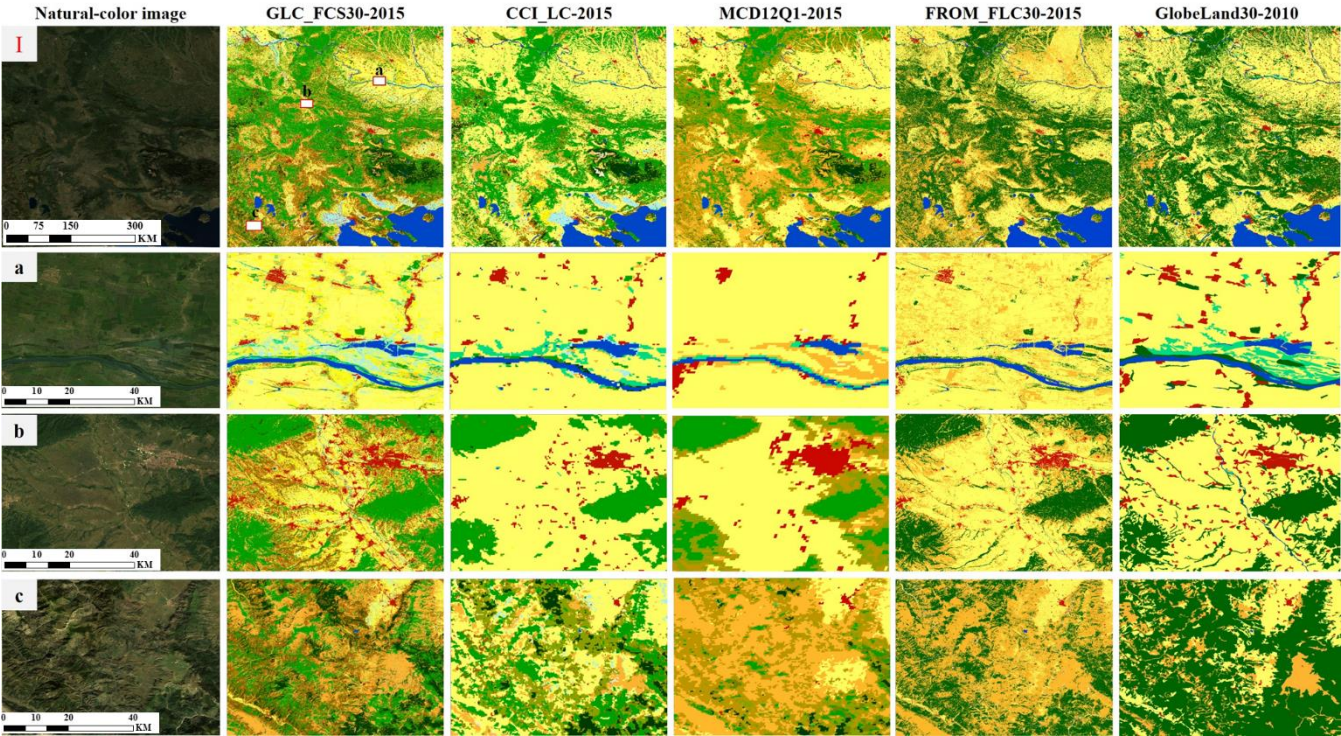 Natural-color image GLC_FCS30-2015 CCI_LC-2015 MCD12Q1-2015 FROM_FLC30-2015 GlobeLand30-2010
I
a
b
c
0 75 150 300
KM
a
0 10 20 40
KM
b
0 10 20 40
KM
c
0 10 20 40
KM